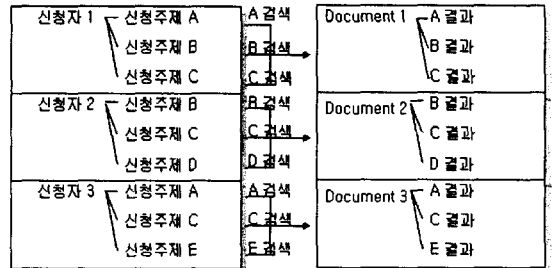 신청자 1 신청주제 A A 검색 Document 1 A 결과
신청주제 B B 검색 B 결과
신청주제 C C 검색 C 결과
신청자 2 신청주제 B B 검색 Document 2 B 결과
신청주제 C C 검색 C 결과
신청주제 D D 검색 D 결과
신청자 3 신청주제 A A 검색 Document 3 A 결과
신청주제 C C 검색 C 결과
신청주제 E E 검색 E 결과